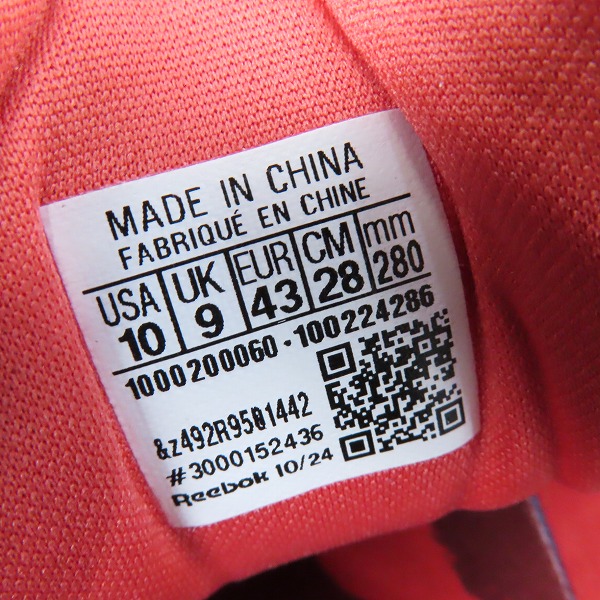 MADE IN CHINA
FABRIQUÉ EN CHINE
USA UK EUR CM mm
10 9 43 28 280
1000200060-100224286
&z492R9501442
#3000152436
Reebok 10/24